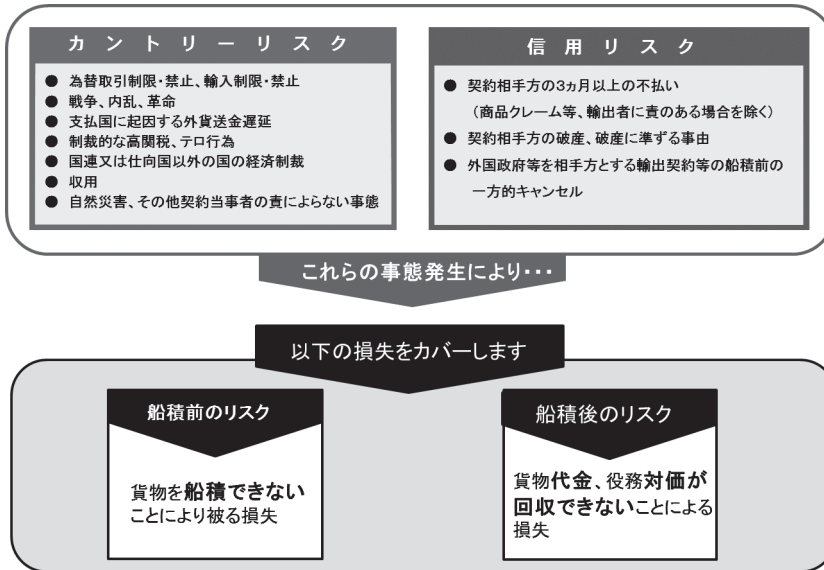 カントリーリスク
● 為替取引制限・禁止、輸入制限・禁止
● 戦争、内乱、革命
● 支払国に起因する外貨送金遅延
● 制裁的な高関税、テロ行為
● 国連又は仕向国以外の国の経済制裁
● 収用
● 自然災害、その他契約当事者の責によらない事態
信用リスク
● 契約相手方の3ヵ月以上の不払い
（商品クレーム等、輸出者に責のある場合を除く）
● 契約相手方の破産、破産に準ずる事由
● 外国政府等を相手方とする輸出契約等の船積前の
一方的キャンセル
これらの事態発生により・・・
以下の損失をカバーします
船積前のリスク
貨物を船積できない
ことにより被る損失
船積後のリスク
貨物代金、役務対価が
回収できないことによる
損失